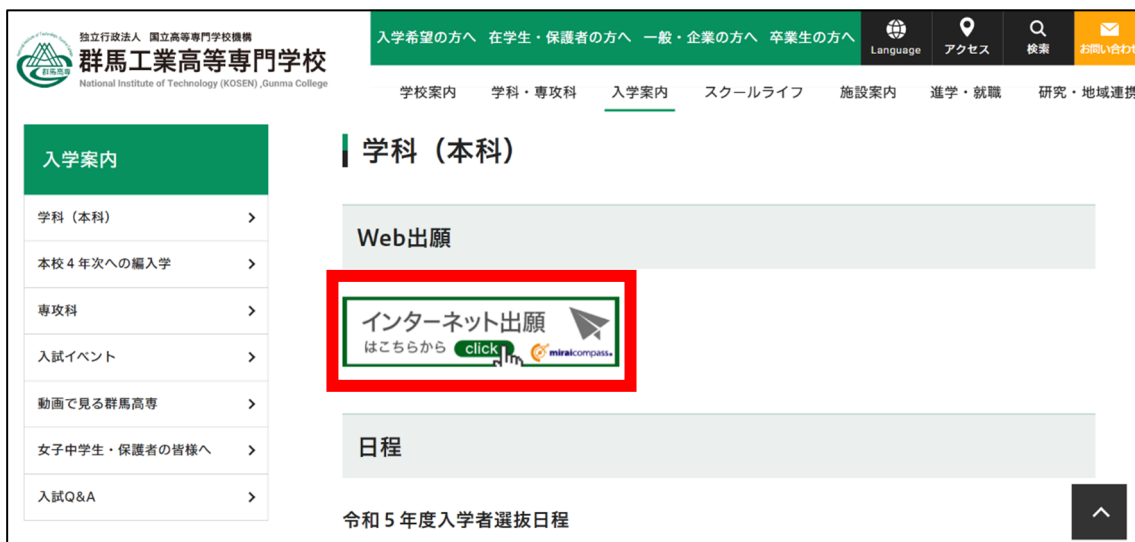 独立行政法人 国立高等専門学校機構
群馬工業高等専門学校
National Institute of Technology (KOSEN) ,Gunma College
群馬高専
入学希望の方へ 在学生・保護者の方へ 一般・企業の方へ 卒業生の方へ
Language
アクセス
検索
お問い合わせ
学校案内 学科・専攻科 入学案内 スクールライフ 施設案内 進学・就職 研究・地域連携
入学案内
学科（本科）
本校４年次への編入学
専攻科
入試イベント
動画で見る群馬高専
女子中学生・保護者の皆様へ
入試Q&A
学科（本科）
Web出願
インターネット出願
はこちらから click miraicompass
日程
令和５年度入学者選抜日程